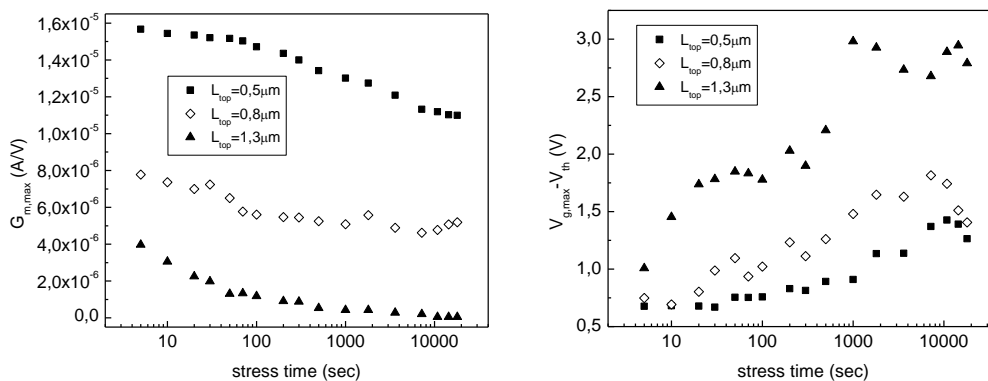 1,6x10⁻⁵
1,4x10⁻⁵
1,2x10⁻⁵
1,0x10⁻⁵
8,0x10⁻⁶
6,0x10⁻⁶
4,0x10⁻⁶
2,0x10⁻⁶
0,0
G_m,max (A/V)
L_top=0,5μm
L_top=0,8μm
L_top=1,3μm
10 100 1000 10000
stress time (sec)
3,0
2,5
2,0
1,5
1,0
0,5
V_g,max-V_th (V)
L_top=0,5μm
L_top=0,8μm
L_top=1,3μm
10 100 1000 10000
stress time (sec)